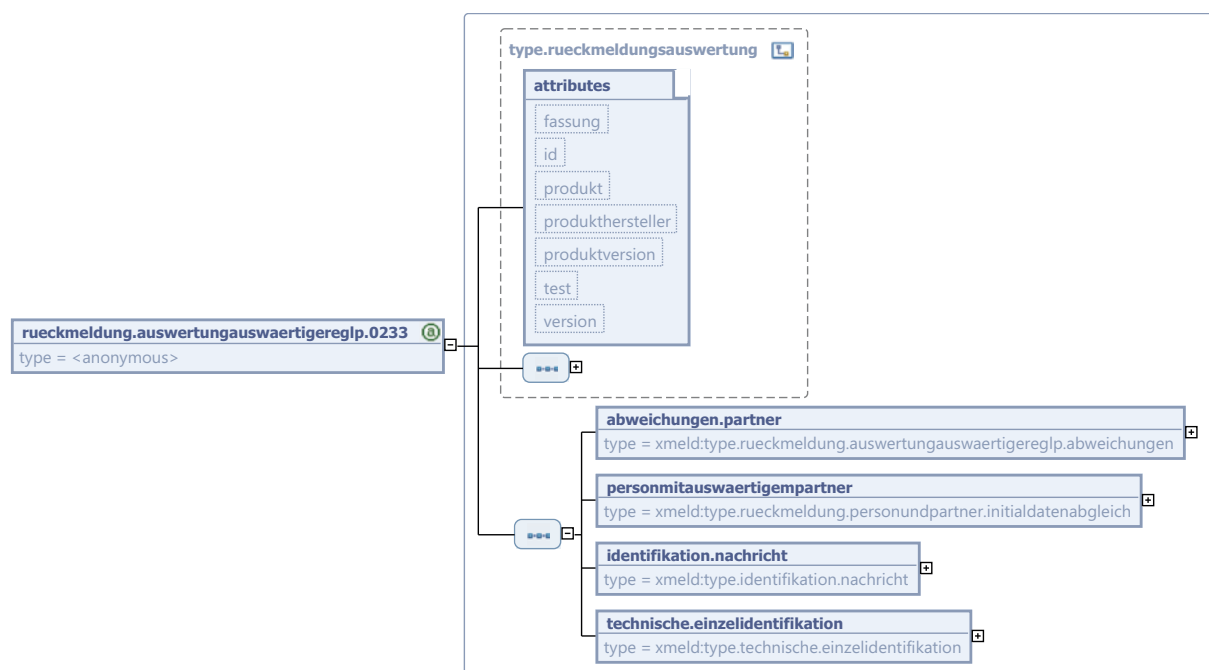 type.rueckmeldungsauswertung
attributes
fassung
id
produkt
produkthersteller
produktversion
test
version
rueckmeldung.auswertungauswaertigereglp.0233
type = <anonymous>
abweichungen.partner
type = xmeld:type.rueckmeldung.auswertungauswaertigereglp.abweichungen
personmitauswaertigempartner
type = xmeld:type.rueckmeldung.personundpartner.initialdatenabgleich
identifikation.nachricht
type = xmeld:type.identifikation.nachricht
technische.einzelidentifikation
type = xmeld:type.technische.einzelidentifikation